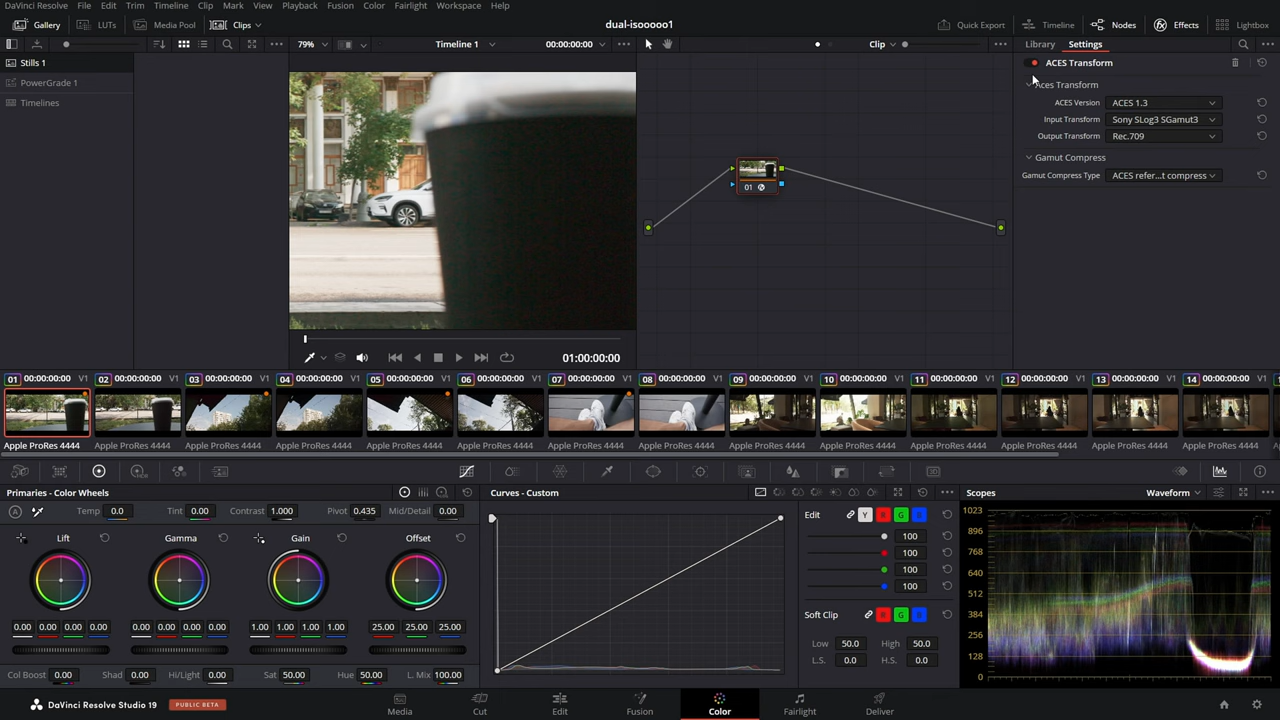 DaVinci Resolve File Edit Trim Timeline Clip Mark View Playback Fusion Color Fairlight Workspace Help
Gallery LUTs Media Pool Clips dual-isooooo1 Quick Export Timeline Nodes Effects Lightbox
79% Timeline 1 00:00:00:00 Clip Library Settings
Stills 1
PowerGrade 1
Timelines
ACES Transform
Aces Transform
ACES Version ACES 1.3
Input Transform Sony SLog3 SGamut3
Output Transform Rec.709
Gamut Compress
Gamut Compress Type ACES refer...t compress
01
01:00:00:00
01 00:00:00:00 V1 02 00:00:00:00 V1 03 00:00:00:00 V1 04 00:00:00:00 V1 05 00:00:00:00 V1 06 00:00:00:00 V1 07 00:00:00:00 V1 08 00:00:00:00 V1 09 00:00:00:00 V1 10 00:00:00:00 V1 11 00:00:00:00 V1 12 00:00:00:00 V1 13 00:00:00:00 V1 14 00:00:00:00 V1
Apple ProRes 4444 Apple ProRes 4444 Apple ProRes 4444 Apple ProRes 4444 Apple ProRes 4444 Apple ProRes 4444 Apple ProRes 4444 Apple ProRes 4444 Apple ProRes 4444 Apple ProRes 4444 Apple ProRes 4444 Apple ProRes 4444 Apple ProRes 4444 Apple ProRes 4444
Primaries - Color Wheels
Temp 0.0 Tint 0.00 Contrast 1.000 Pivot 0.435 Mid/Detail 0.00
Lift Gamma Gain Offset
0.00 0.00 0.00 0.00 0.00 0.00 0.00 0.00 1.00 1.00 1.00 1.00 25.00 25.00 25.00
Col Boost 0.00 Shad 0.00 Hi/Light 0.00 Sat 50.00 Hue 50.00 L. Mix 100.00
Curves - Custom
Edit Y R G B
100
100
100
100
Soft Clip R G B
Low 50.0 High 50.0
L.S. 0.0 H.S. 0.0
Scopes Waveform
1023
896
768
640
512
384
256
128
0
DaVinci Resolve Studio 19 PUBLIC BETA
Media Cut Edit Fusion Color Fairlight Deliver